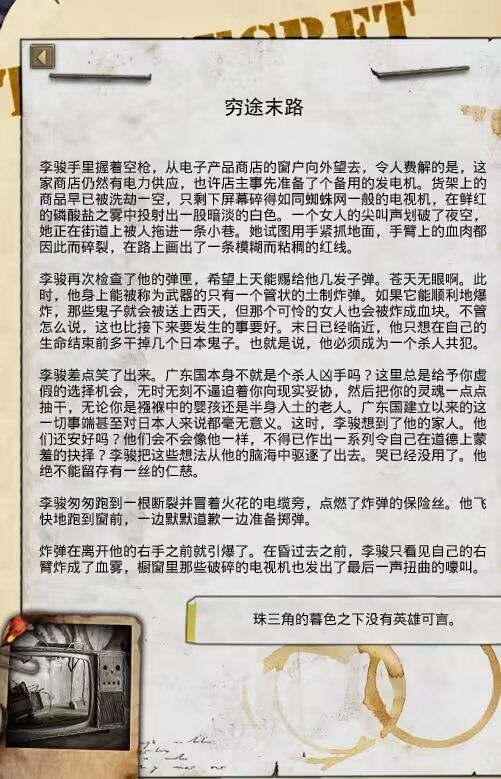 SECRET
穷途末路
李骏手里握着空枪，从电子产品商店的窗户向外望去，令人费解的是，这
家商店仍然有电力供应，也许店主事先准备了个备用的发电机。货架上的
商品早已被洗劫一空，只剩下屏幕碎得如同蜘蛛网一般的电视机，在鲜红
的磷酸盐之雾中投射出一股暗淡的白色。一个女人的尖叫声划破了夜空，
她正在街道上被人拖进一条小巷。她试图用手紧抓地面，手臂上的血肉都
因此而碎裂，在路上画出了一条模糊而粘稠的红线。
李骏再次检查了他的弹匣，希望上天能赐给他几发子弹。苍天无眼啊。此
时，他身上能被称为武器的只有一个管状的土制炸弹。如果它能顺利地爆
炸，那些鬼子就会被送上西天，但那个可怜的女人也会被炸成血块。不管
怎么说，这也比接下来要发生的事要好。末日已经临近，他只想在自己的
生命结束前多干掉几个日本鬼子。也就是说，他必须成为一个杀人共犯。
李骏差点笑了出来。广东国本身不就是个杀人凶手吗？这里总是给予你虚
假的选择机会，无时无刻不逼迫着你向现实妥协，然后把你的灵魂一点点
抽干，无论你是襁褓中的婴孩还是半身入土的老人。广东国建立以来的这
一切事端甚至对日本人来说都毫无意义。这时，李骏想到了他的家人。他
们还安好吗？他们会不会像他一样，不得已作出一系列令自己在道德上蒙
羞的抉择？李骏把这些想法从他的脑海中驱逐了出去。哭已经没用了。他
绝不能留存有一丝的仁慈。
李骏匆匆跑到一根断裂并冒着火花的电缆旁，点燃了炸弹的保险丝。他飞
快地跑到窗前，一边默默道歉一边准备掷弹。
炸弹在离开他的右手之前就引爆了。在昏过去之前，李骏只看见自己的右
臂炸成了血雾，橱窗里那些破碎的电视机也发出了最后一声扭曲的嚎叫。
珠三角的暮色之下没有英雄可言。